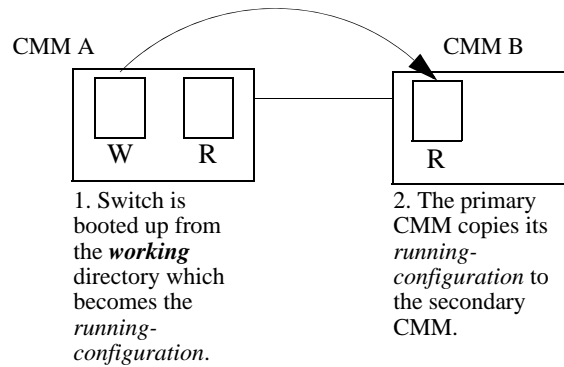 CMM A
CMM B
W
R
R
1. Switch is
booted up from
the working
directory which
becomes the
running-
configuration.
2. The primary
CMM copies its
running-
configuration to
the secondary
CMM.